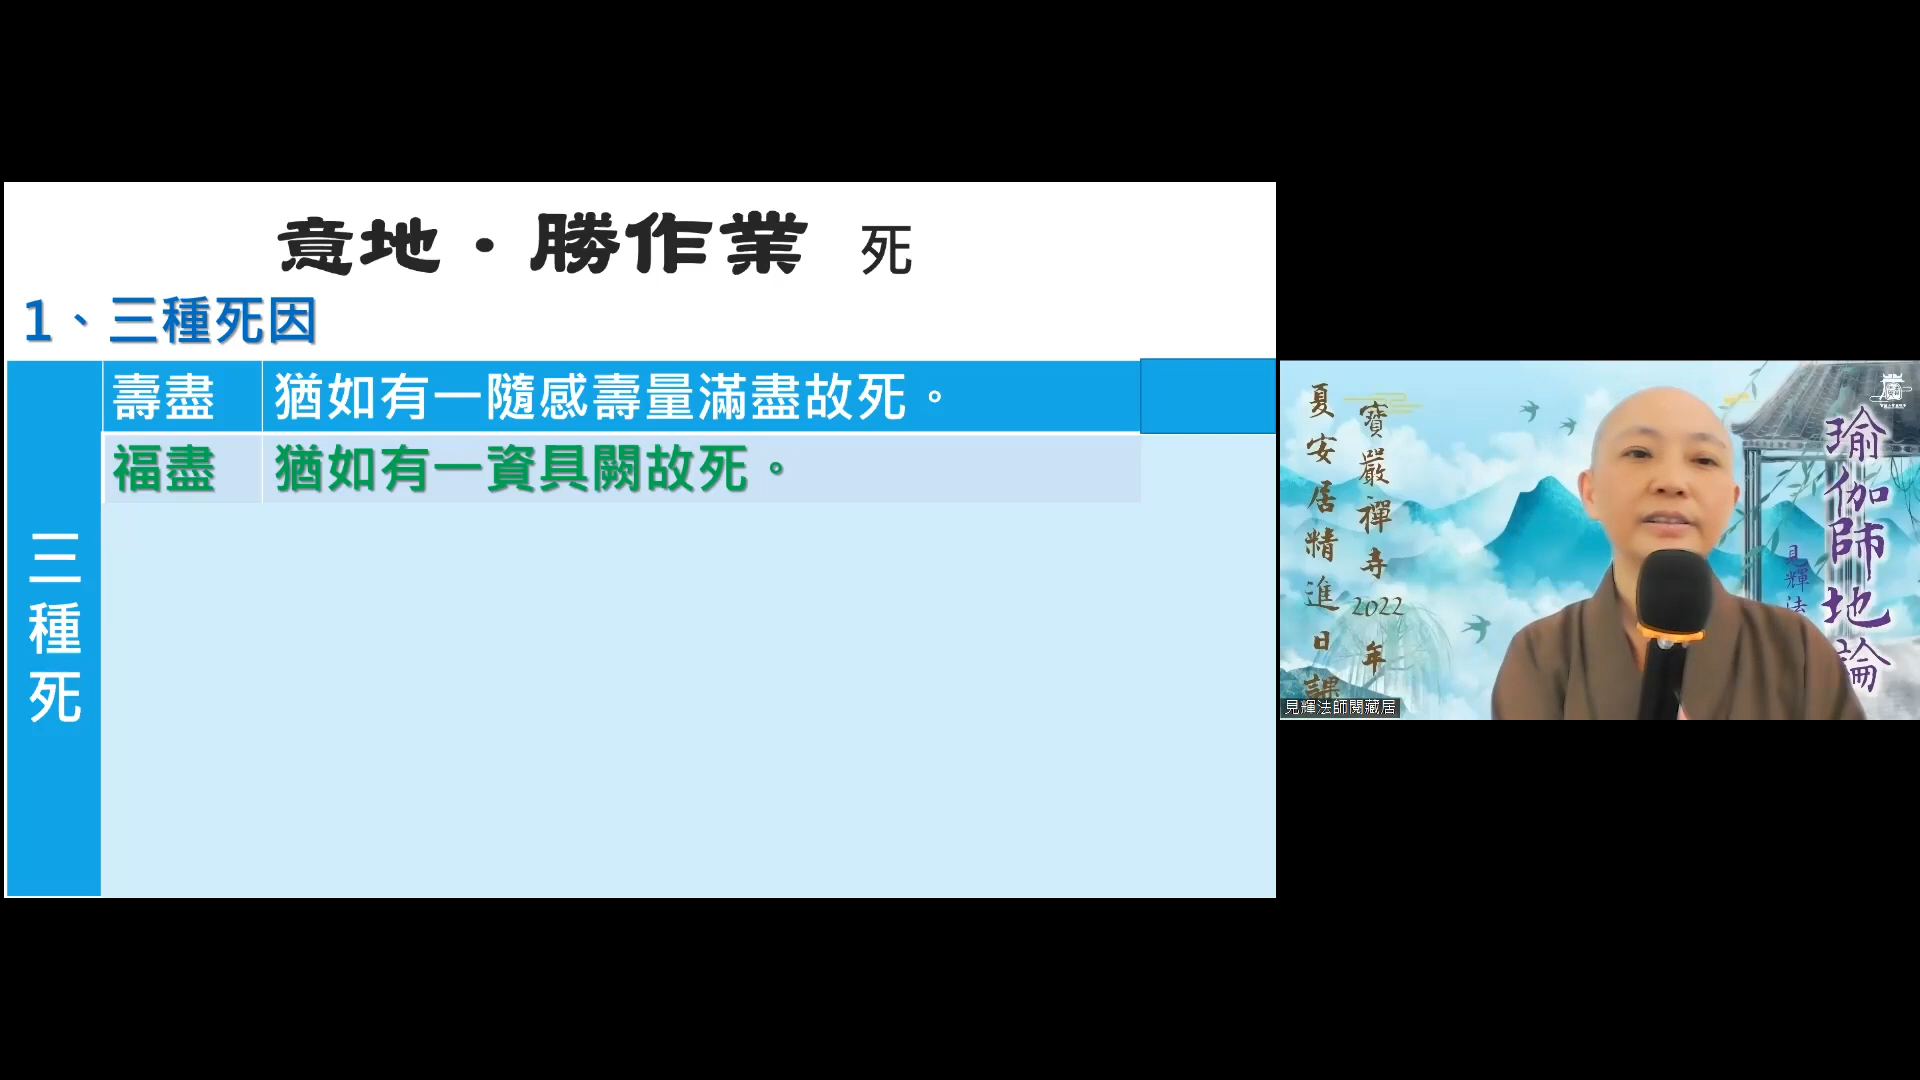 意地・勝作業 死
1、三種死因
三種死
壽盡 猶如有一隨感壽量滿盡故死。
福盡 猶如有一資具闕故死。
寶嚴禪寺2022年
夏安居精進日課
瑜伽師地論
見輝法
見輝法師閱藏居